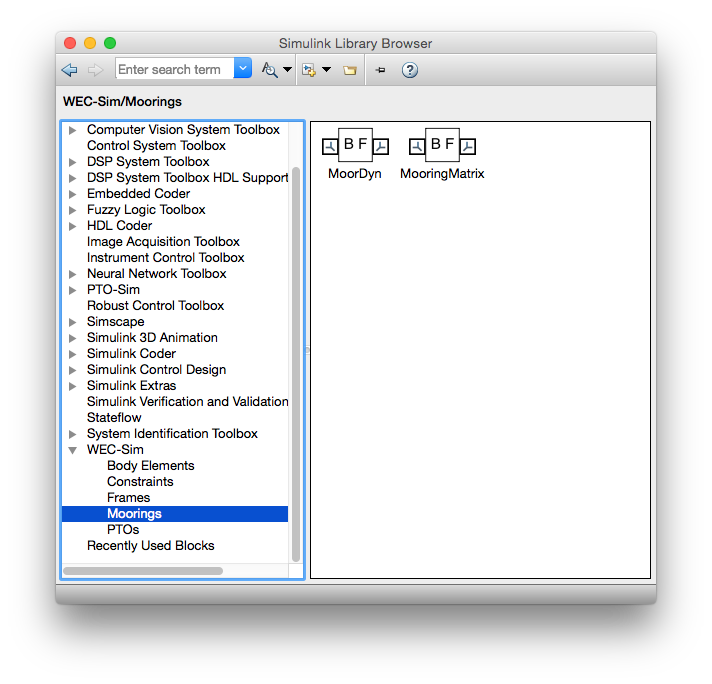 Simulink Library Browser
Enter search term
WEC-Sim/Moorings
Computer Vision System Toolbox
Control System Toolbox
DSP System Toolbox
DSP System Toolbox HDL Support
Embedded Coder
Fuzzy Logic Toolbox
HDL Coder
Image Acquisition Toolbox
Instrument Control Toolbox
Neural Network Toolbox
PTO-Sim
Robust Control Toolbox
Simscape
Simulink 3D Animation
Simulink Coder
Simulink Control Design
Simulink Extras
Simulink Verification and Validation
Stateflow
System Identification Toolbox
WEC-Sim
Body Elements
Constraints
Frames
Moorings
PTOs
Recently Used Blocks
B F B F
MoorDyn MooringMatrix